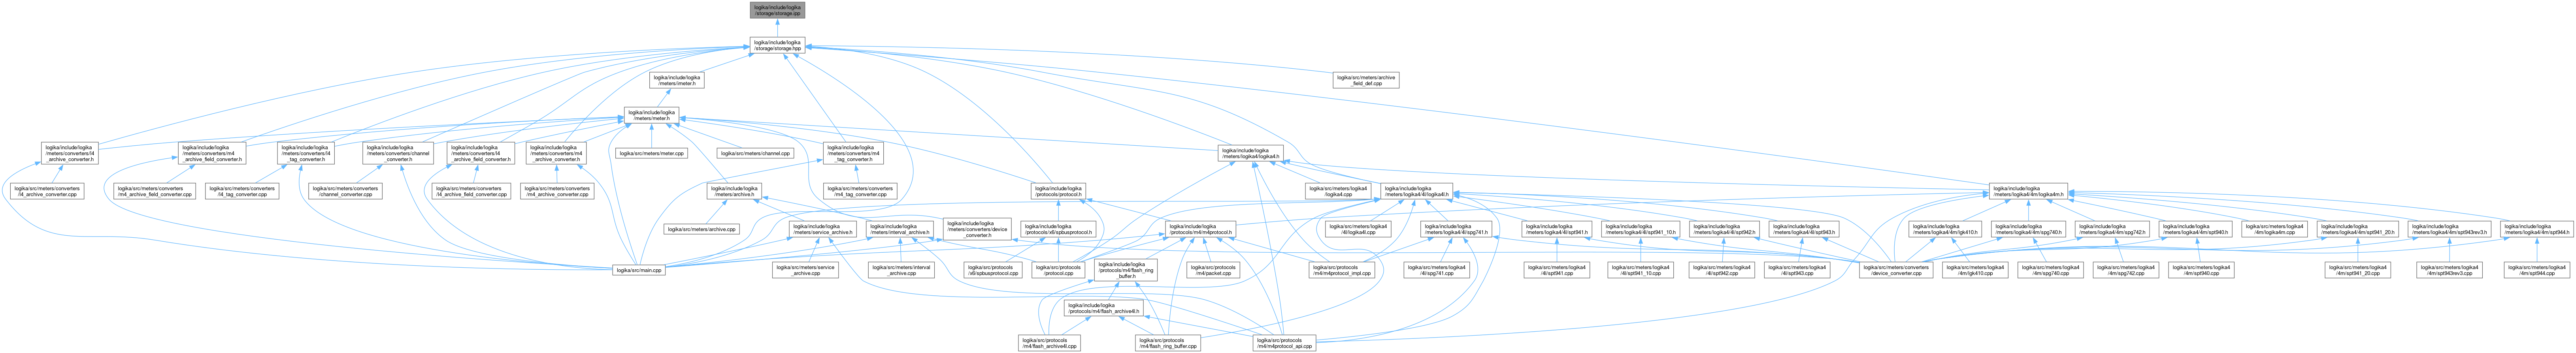 logika/include/logika
/storage/storage.ipp
logika/include/logika
/storage/storage.hpp
logika/include/logika
/meters/imeter.h
logika/src/meters/archive
_field_def.cpp
logika/include/logika
/meters/meter.h
logika/include/logika
/meters/converters/l4
_archive_converter.h
logika/include/logika
/meters/converters/m4
_archive_field_converter.h
logika/include/logika
/meters/converters/l4
_tag_converter.h
logika/include/logika
/meters/converters/channel
_converter.h
logika/include/logika
/meters/converters/l4
_archive_field_converter.h
logika/include/logika
/meters/converters/m4
_archive_converter.h
logika/src/meters/meter.cpp
logika/src/meters/channel.cpp
logika/include/logika
/meters/converters/m4
_tag_converter.h
logika/include/logika
/meters/logika4/logika4.h
logika/src/meters/converters
/l4_archive_converter.cpp
logika/src/meters/converters
/m4_archive_field_converter.cpp
logika/src/meters/converters
/l4_tag_converter.cpp
logika/src/meters/converters
/channel_converter.cpp
logika/src/meters/converters
/l4_archive_field_converter.cpp
logika/src/meters/converters
/m4_archive_converter.cpp
logika/include/logika
/meters/archive.h
logika/src/meters/converters
/m4_tag_converter.cpp
logika/include/logika
/protocols/protocol.h
logika/src/meters/logika4
/logika4.cpp
logika/include/logika
/meters/logika4/4l/logika4l.h
logika/include/logika
/meters/logika4/4m/logika4m.h
logika/src/meters/archive.cpp
logika/include/logika
/meters/service_archive.h
logika/include/logika
/meters/interval_archive.h
logika/include/logika
/meters/converters/device
_converter.h
logika/include/logika
/protocols/x6/spbusprotocol.h
logika/include/logika
/protocols/m4/m4protocol.h
logika/src/meters/logika4
/4l/logika4l.cpp
logika/include/logika
/meters/logika4/4l/spg741.h
logika/include/logika
/meters/logika4/4l/spt941.h
logika/include/logika
/meters/logika4/4l/spt941_10.h
logika/include/logika
/meters/logika4/4l/spt942.h
logika/include/logika
/meters/logika4/4l/spt943.h
logika/include/logika
/meters/logika4/4m/lgk410.h
logika/include/logika
/meters/logika4/4m/spg740.h
logika/include/logika
/meters/logika4/4m/spg742.h
logika/include/logika
/meters/logika4/4m/spt940.h
logika/src/meters/logika4
/4m/logika4m.cpp
logika/include/logika
/meters/logika4/4m/spt941_20.h
logika/include/logika
/meters/logika4/4m/spt943rev3.h
logika/include/logika
/meters/logika4/4m/spt944.h
logika/src/main.cpp
logika/src/meters/service
_archive.cpp
logika/src/meters/interval
_archive.cpp
logika/src/protocols
/x6/spbusprotocol.cpp
logika/src/protocols
/protocol.cpp
logika/include/logika
/protocols/m4/flash_ring
_buffer.h
logika/src/protocols
/m4/packet.cpp
logika/src/protocols
/m4/m4protocol_impl.cpp
logika/src/meters/logika4
/4l/spg741.cpp
logika/src/meters/logika4
/4l/spt941.cpp
logika/src/meters/logika4
/4l/spt941_10.cpp
logika/src/meters/logika4
/4l/spt942.cpp
logika/src/meters/logika4
/4l/spt943.cpp
logika/src/meters/converters
/device_converter.cpp
logika/src/meters/logika4
/4m/lgk410.cpp
logika/src/meters/logika4
/4m/spg740.cpp
logika/src/meters/logika4
/4m/spg742.cpp
logika/src/meters/logika4
/4m/spt940.cpp
logika/src/meters/logika4
/4m/spt941_20.cpp
logika/src/meters/logika4
/4m/spt943rev3.cpp
logika/src/meters/logika4
/4m/spt944.cpp
logika/include/logika
/protocols/m4/flash_archive4l.h
logika/src/protocols
/m4/flash_archive4l.cpp
logika/src/protocols
/m4/flash_ring_buffer.cpp
logika/src/protocols
/m4/m4protocol_api.cpp